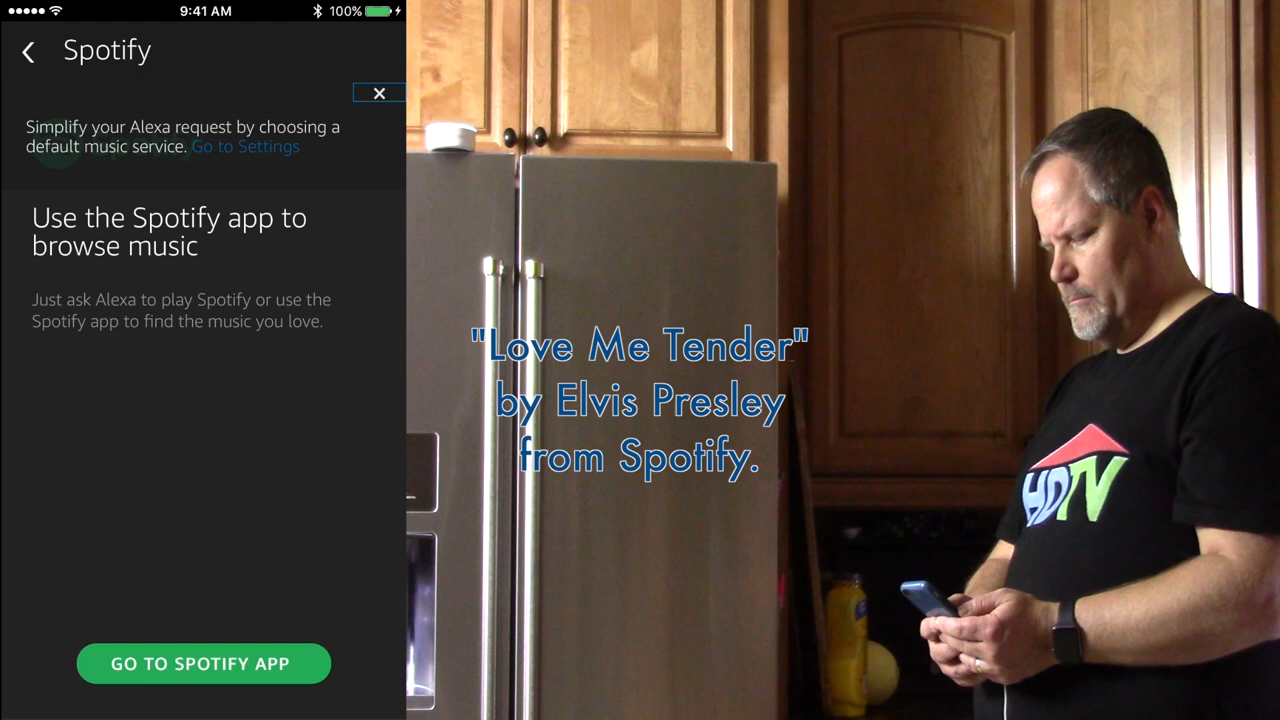 9:41 AM
100%
Spotify
Simplify your Alexa request by choosing a
default music service. Go to Settings
Use the Spotify app to
browse music
Just ask Alexa to play Spotify or use the
Spotify app to find the music you love.
GO TO SPOTIFY APP
"Love Me Tender"
by Elvis Presley
from Spotify.
HDTV